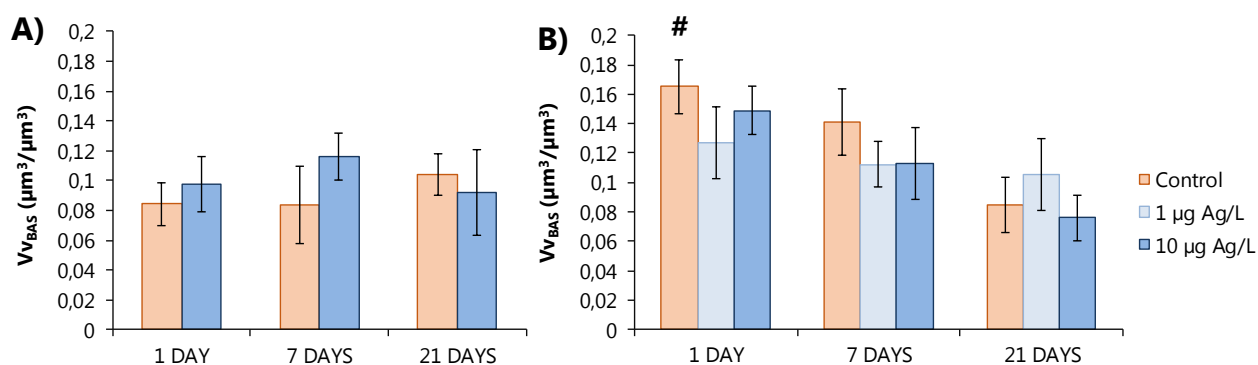 A)
Vv_BAS (µm³/µm³)
0,2
0,18
0,16
0,14
0,12
0,1
0,08
0,06
0,04
0,02
0
1 DAY 7 DAYS 21 DAYS
B)
#
Vv_BAS (µm³/µm³)
0,2
0,18
0,16
0,14
0,12
0,1
0,08
0,06
0,04
0,02
0
1 DAY 7 DAYS 21 DAYS
Control
1 µg Ag/L
10 µg Ag/L